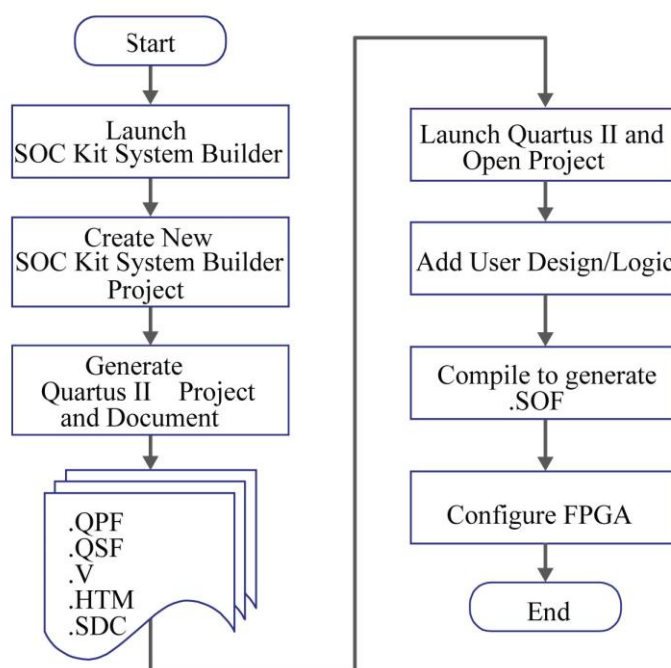 Start
Launch
SOC Kit System Builder
Create New
SOC Kit System Builder
Project
Generate
Quartus II Project
and Document
.QPF
.QSF
.V
.HTM
.SDC
Launch Quartus II and
Open Project
Add User Design/Logic
Compile to generate
.SOF
Configure FPGA
End